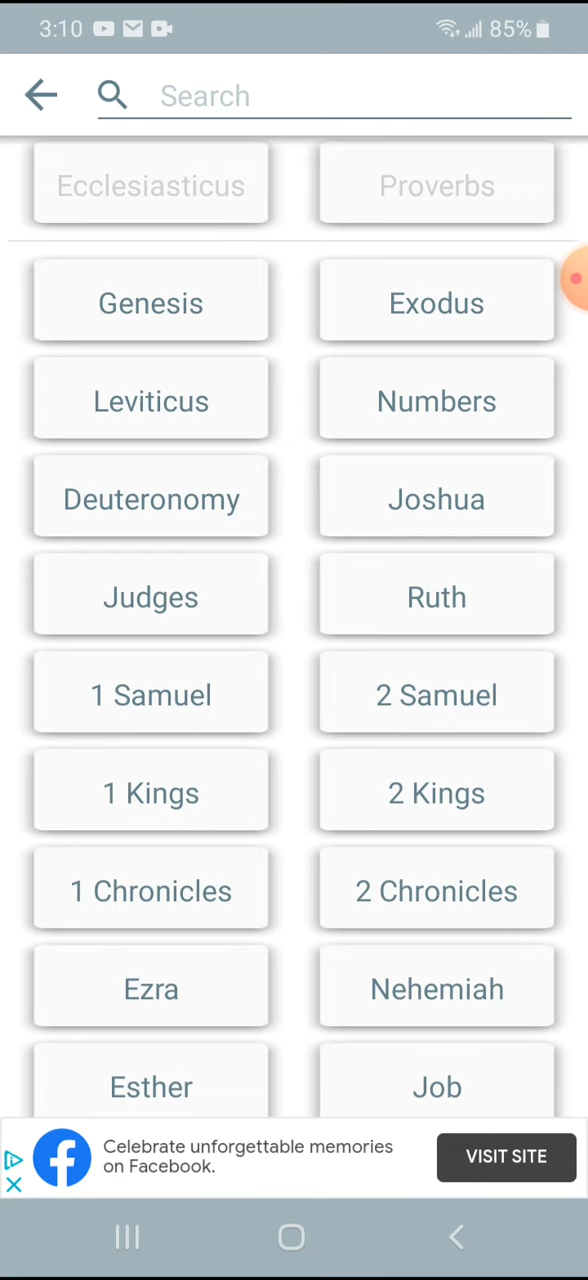 3:10 85%
Search
Ecclesiasticus Proverbs
Genesis Exodus
Leviticus Numbers
Deuteronomy Joshua
Judges Ruth
1 Samuel 2 Samuel
1 Kings 2 Kings
1 Chronicles 2 Chronicles
Ezra Nehemiah
Esther Job
Celebrate unforgettable memories
on Facebook.
VISIT SITE